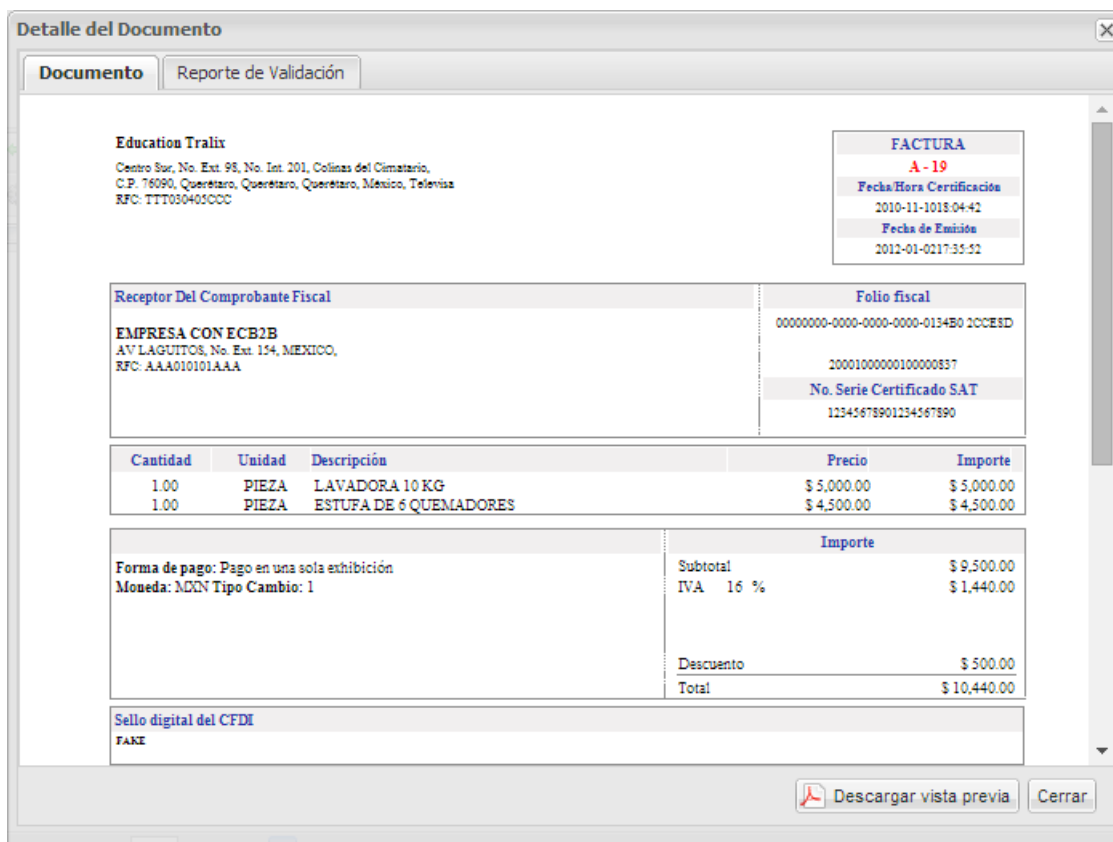 Detalle del Documento
Documento
Reporte de Validación
Education Tralix
Centro Sur, No. Ext. 98, No. Int. 201, Colinas del Cimatario,
C.P. 76090, Querétaro, Querétaro, Querétaro, México, Televisa
RFC: TTT030405CCC
FACTURA
A - 19
Fecha/Hora Certificación
2010-11-1018:04:42
Fecha de Emisión
2012-01-0217:35:52
Receptor Del Comprobante Fiscal
EMPRESA CON ECB2B
AV LAGUITOS, No. Ext. 154, MEXICO,
RFC: AAA010101AAA
Folio fiscal
00000000-0000-0000-0000-0134B0 2CCE8D
20001000000100000837
No. Serie Certificado SAT
12345678901234567890
Cantidad Unidad Descripción Precio Importe
1.00 PIEZA LAVADORA 10 KG $ 5,000.00 $ 5,000.00
1.00 PIEZA ESTUFA DE 6 QUEMADORES $ 4,500.00 $ 4,500.00
Forma de pago: Pago en una sola exhibición
Moneda: MXN Tipo Cambio: 1
Importe
Subtotal $ 9,500.00
IVA 16 % $ 1,440.00
Descuento $ 500.00
Total $ 10,440.00
Sello digital del CFDI
FAKE
Descargar vista previa
Cerrar